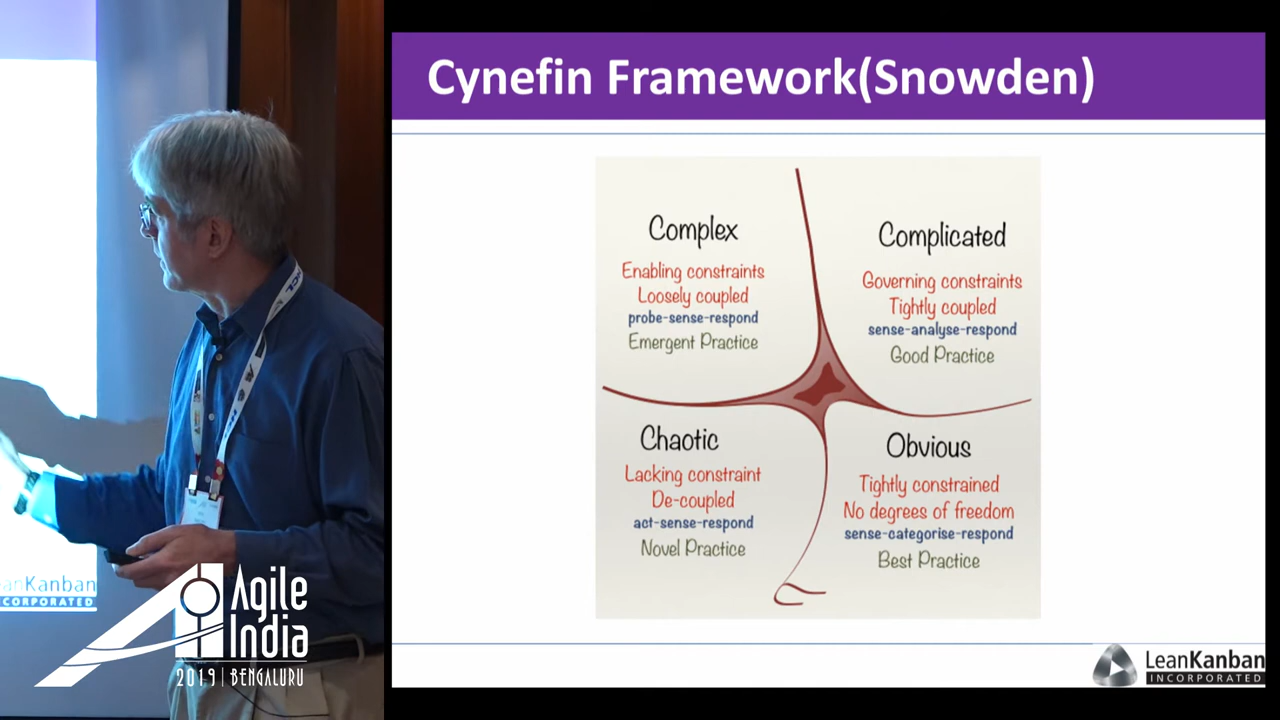 Cynefin Framework(Snowden)
Complex
Enabling constraints
Loosely coupled
probe-sense-respond
Emergent Practice
Complicated
Governing constraints
Tightly coupled
sense-analyse-respond
Good Practice
Chaotic
Lacking constraint
De-coupled
act-sense-respond
Novel Practice
Obvious
Tightly constrained
No degrees of freedom
sense-categorise-respond
Best Practice
LeanKanban
INCORPORATED
anKanban
NCORPORATED
Agile
India
2019 | BENGALURU